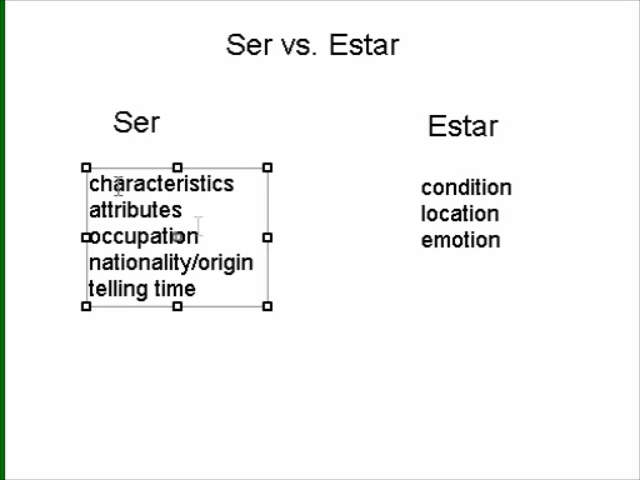 Ser vs. Estar
Ser
characteristics
attributes
occupation
nationality/origin
telling time
Estar
condition
location
emotion